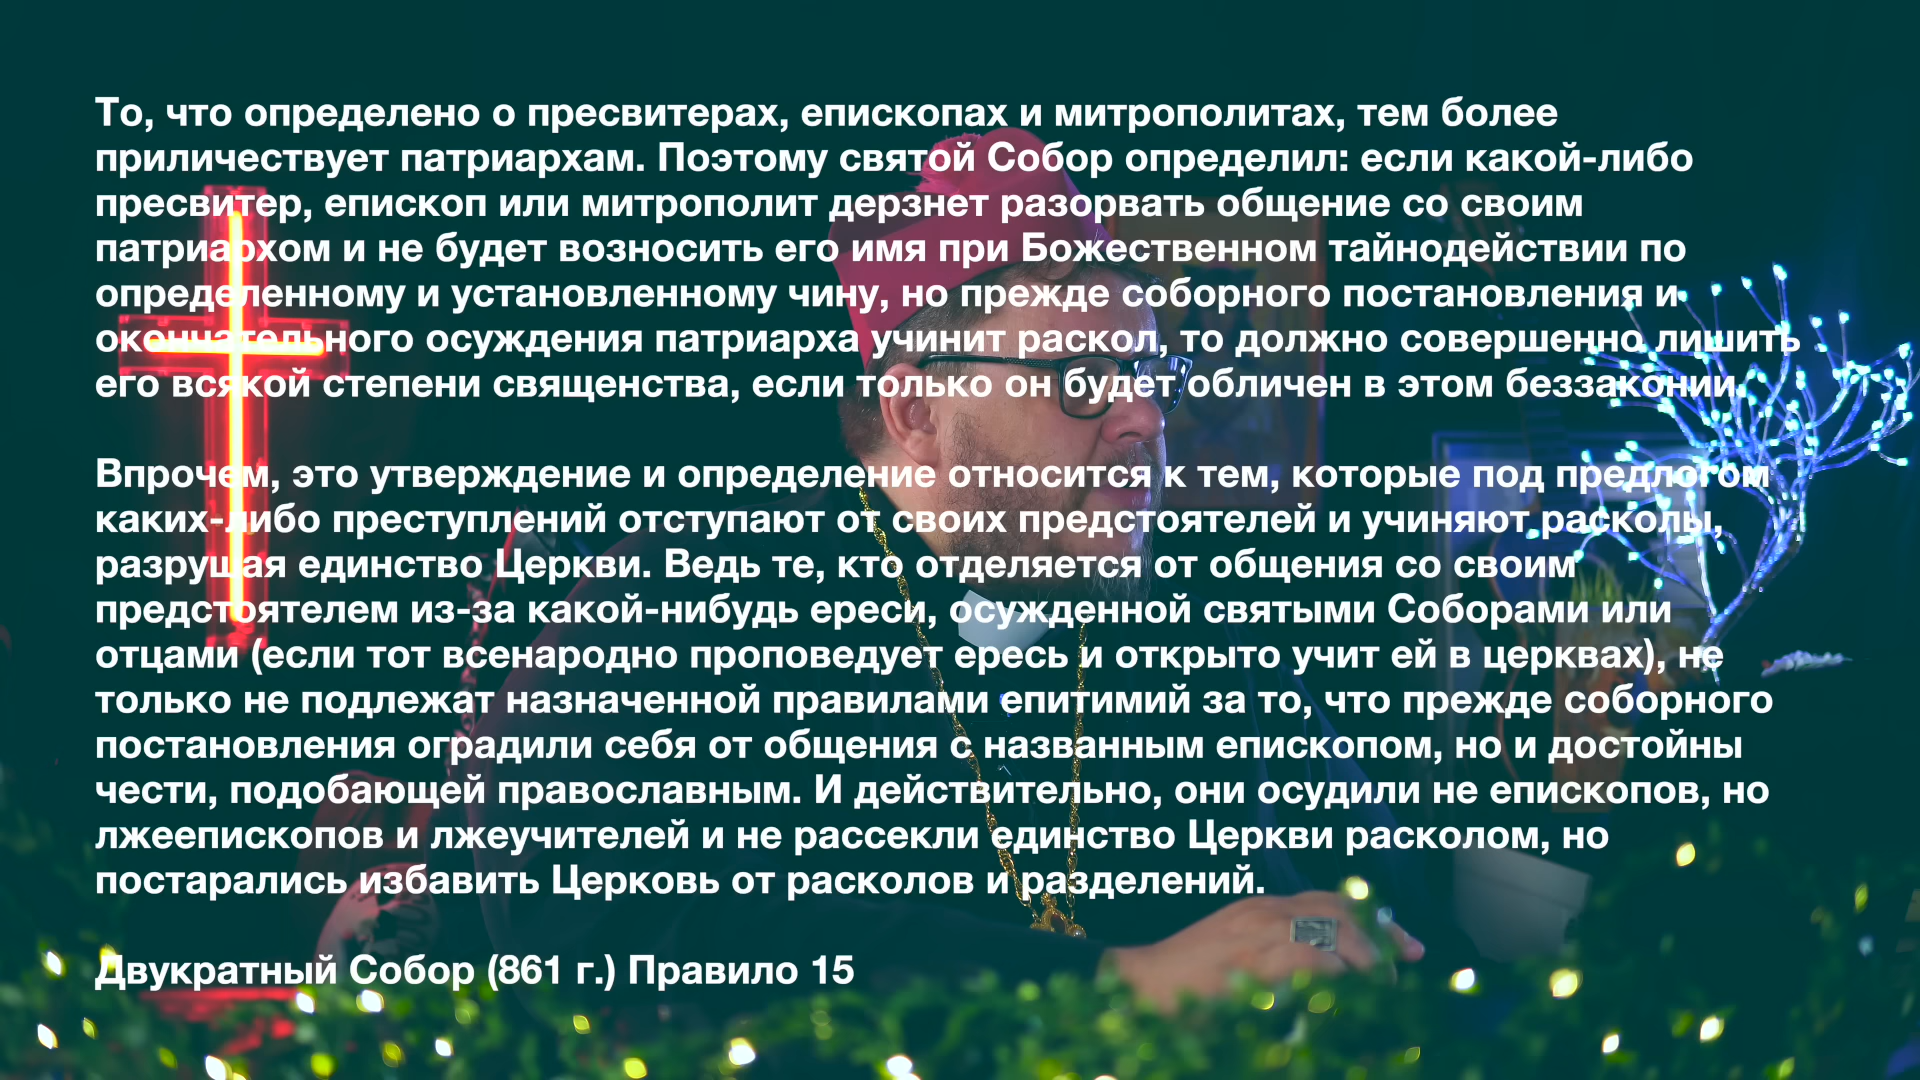 То, что определено о пресвитерах, епископах и митрополитах, тем более
приличествует патриархам. Поэтому святой Собор определил: если какой-либо
пресвитер, епископ или митрополит дерзнет разорвать общение со своим
патриархом и не будет возносить его имя при Божественном тайнодействии по
определенному и установленному чину, но прежде соборного постановления и
окончательного осуждения патриарха учинит раскол, то должно совершенно лишить
его всякой степени священства, если только он будет обличен в этом беззаконии.
Впрочем, это утверждение и определение относится к тем, которые под предлогом
каких-либо преступлений отступают от своих предстоятелей и учиняют расколы,
разрушая единство Церкви. Ведь те, кто отделяется от общения со своим
предстоятелем из-за какой-нибудь ереси, осужденной святыми Соборами или
отцами (если тот всенародно проповедует ересь и открыто учит ей в церквах), не
только не подлежат назначенной правилами епитимий за то, что прежде соборного
постановления оградили себя от общения с названным епископом, но и достойны
чести, подобающей православным. И действительно, они осудили не епископов, но
лжеепископов и лжеучителей и не рассекли единство Церкви расколом, но
постарались избавить Церковь от расколов и разделений.
Двукратный Собор (861 г.) Правило 15